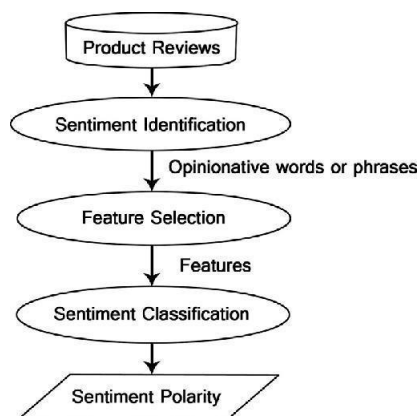 Product Reviews
Sentiment Identification
Opinionative words or phrases
Feature Selection
Features
Sentiment Classification
Sentiment Polarity